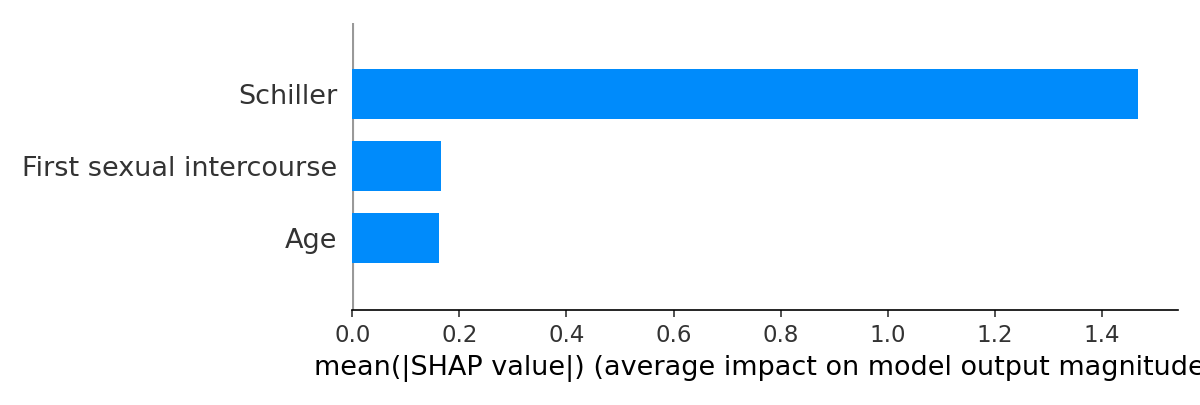 Schiller
First sexual intercourse
Age
0.0 0.2 0.4 0.6 0.8 1.0 1.2 1.4
mean(|SHAP value|) (average impact on model output magnitude